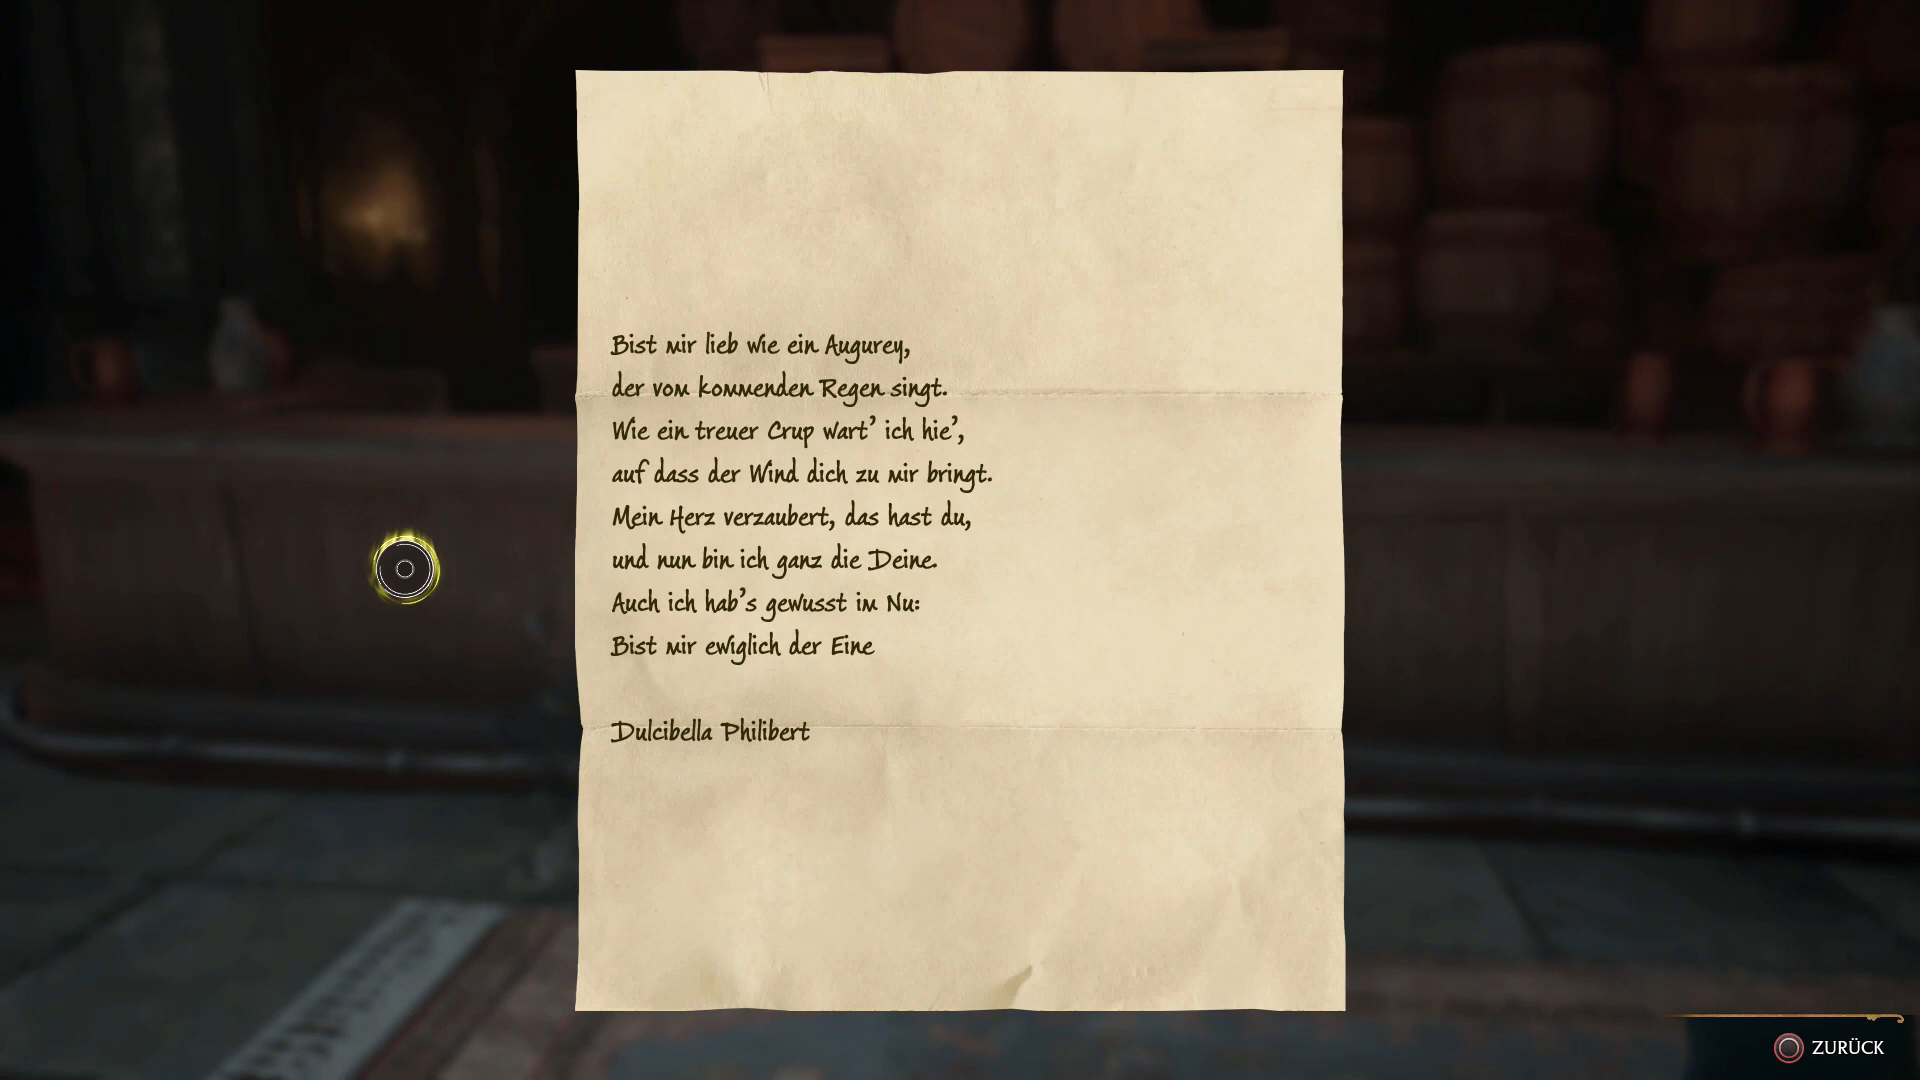 Bist mir lieb wie ein Augurey,
der vom kommenden Regen singt.
Wie ein treuer Crup wart’ ich hie’,
auf dass der Wind dich zu mir bringt.
Mein Herz verzaubert, das hast du,
und nun bin ich ganz die Deine.
Auch ich hab’s gewusst im Nu:
Bist mir ewiglich der Eine
Dulcibella Philibert
ZURÜCK